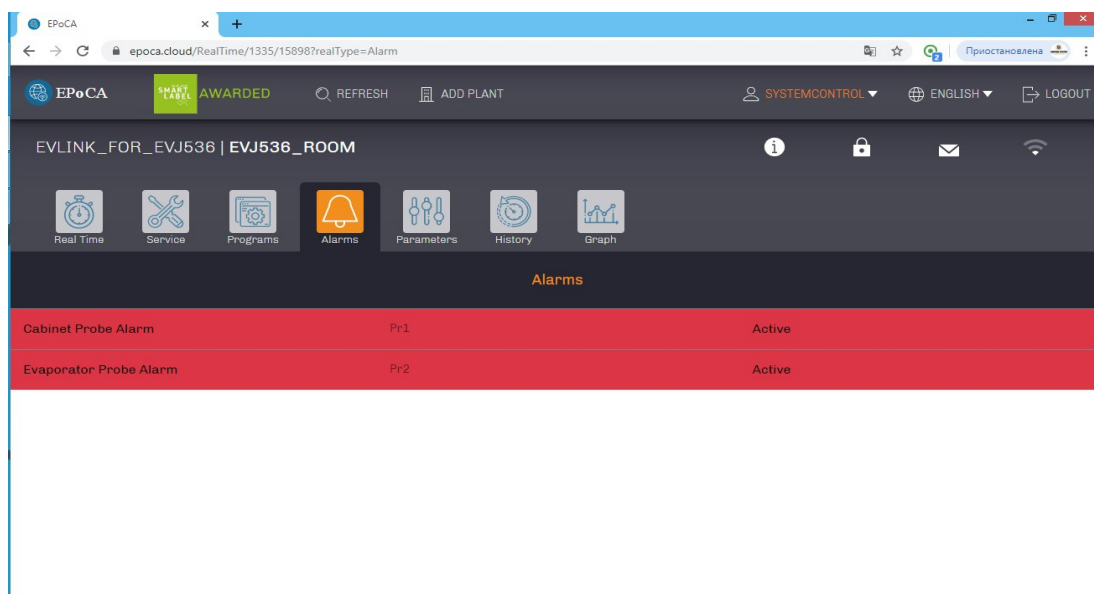 EPoCA
epoca.cloud/RealTime/1335/15898?realType=Alarm
2
Приостановлена
EPoCA SMART LABEL AWARDED REFRESH ADD PLANT SYSTEMCONTROL ENGLISH LOGOUT
EVLINK_FOR_EVJ536 | EVJ536_ROOM
Real Time Service Programs Alarms Parameters History Graph
Alarms
Cabinet Probe Alarm Pr1 Active
Evaporator Probe Alarm Pr2 Active